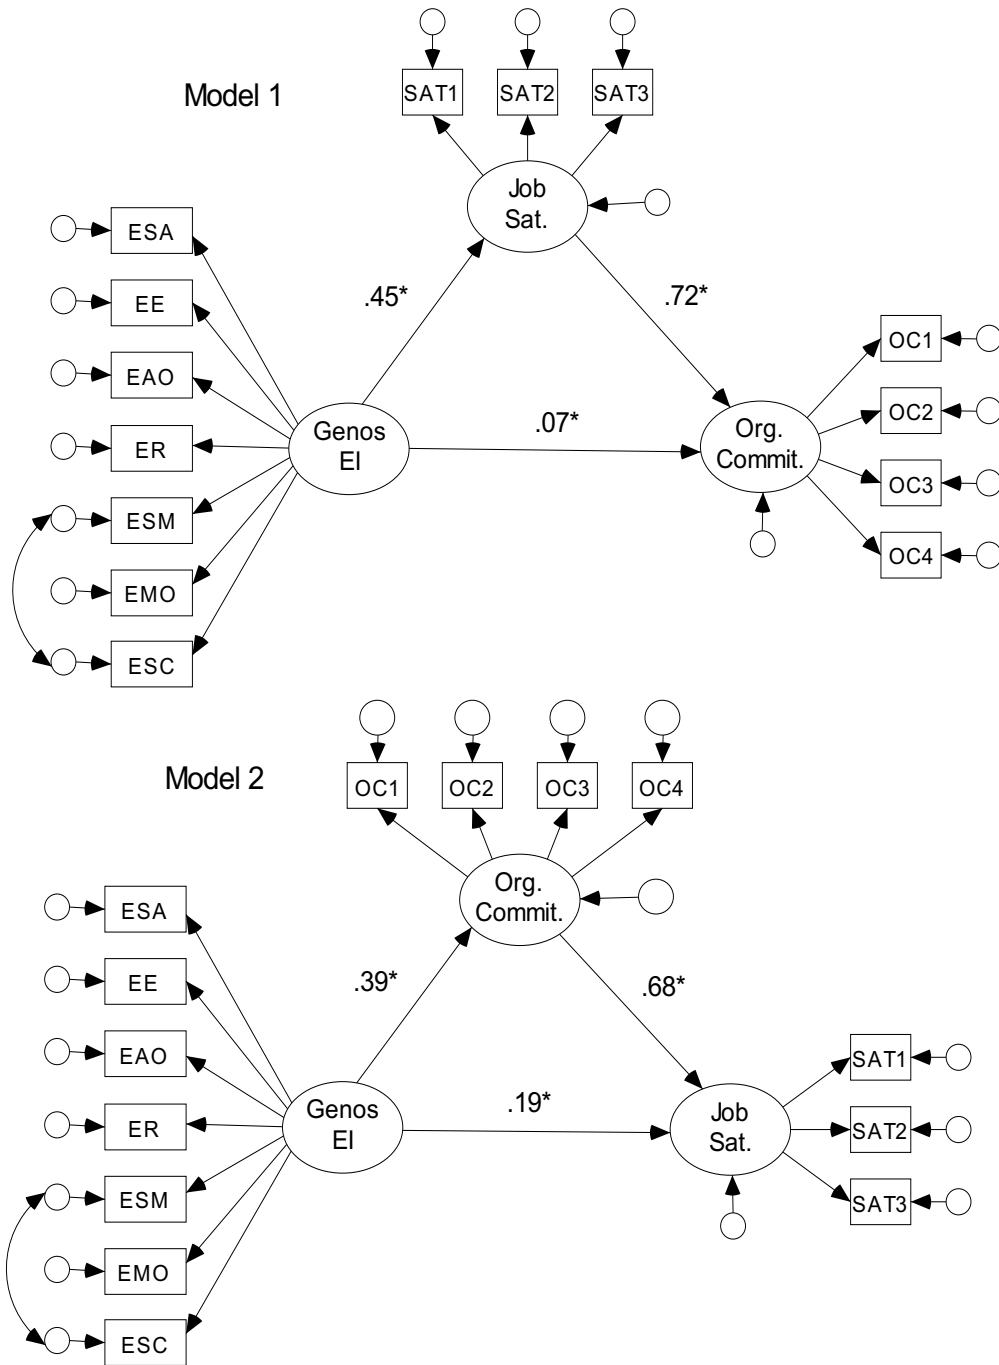 Model 1
SAT1
SAT2
SAT3
Job
Sat.
ESA
EE
EAO
ER
ESM
EMO
ESC
.45*
.72*
Genos
EI
.07*
Org.
Commit.
OC1
OC2
OC3
OC4
Model 2
OC1
OC2
OC3
OC4
Org.
Commit.
ESA
EE
EAO
ER
ESM
EMO
ESC
.39*
.68*
Genos
EI
.19*
Job
Sat.
SAT1
SAT2
SAT3